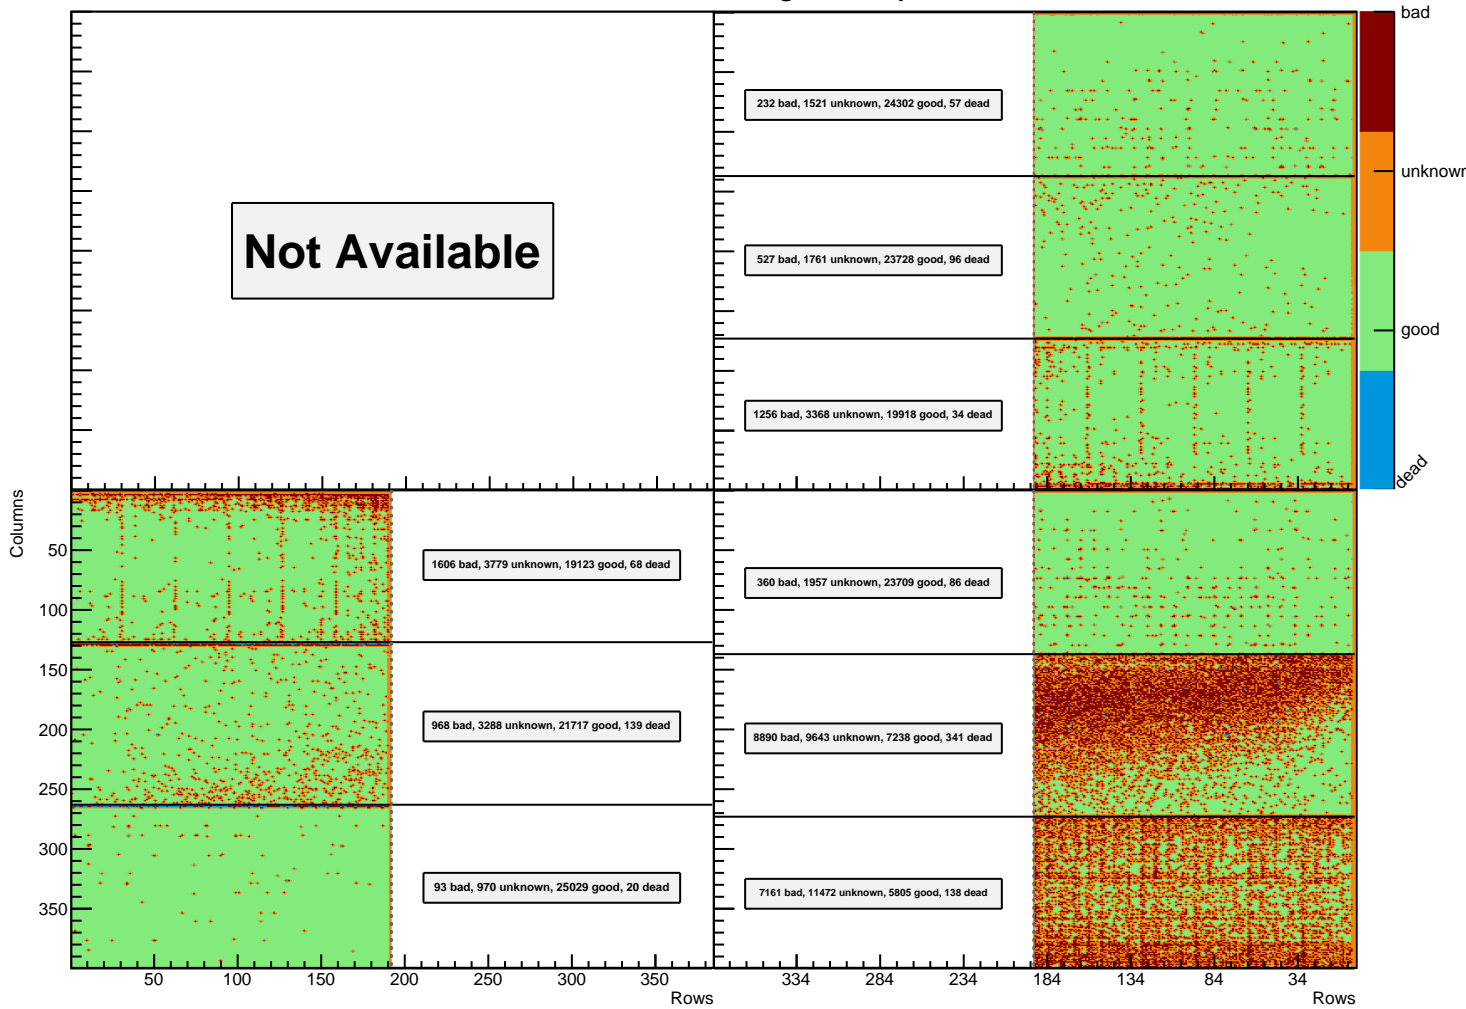 bad
232 bad, 1521 unknown, 24302 good, 57 dead
unknown
Not Available
527 bad, 1761 unknown, 23728 good, 96 dead
good
1256 bad, 3368 unknown, 19918 good, 34 dead
dead
Columns
50
1606 bad, 3779 unknown, 19123 good, 68 dead
360 bad, 1957 unknown, 23709 good, 86 dead
100
150
200
968 bad, 3288 unknown, 21717 good, 139 dead
8890 bad, 9643 unknown, 7238 good, 341 dead
250
300
93 bad, 970 unknown, 25029 good, 20 dead
7161 bad, 11472 unknown, 5805 good, 138 dead
350
50 100 150 200 250 300 350 334 284 234 184 134 84 34
Rows Rows